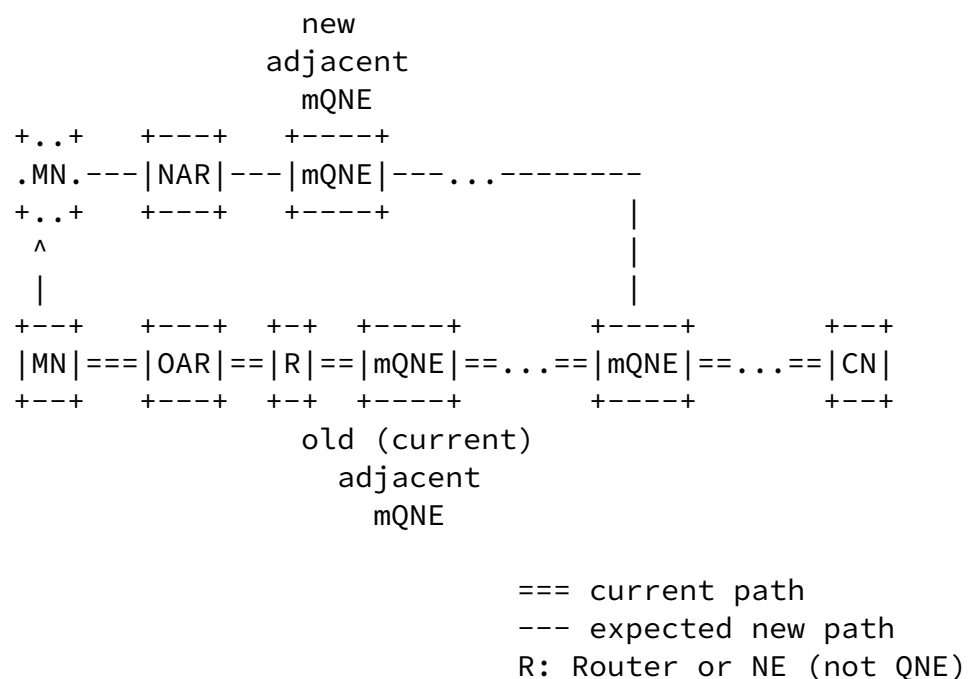 new
              adjacent
                mQNE
+..+   +---+   +----+
.MN.---|NAR|---|mQNE|---...--------
+..+   +---+   +----+             |
 ^                                |
 |                                |
+--+   +---+  +-+  +----+       +----+       +--+
|MN|===|OAR|==|R|==|mQNE|==...==|mQNE|==...==|CN|
+--+   +---+  +-+  +----+       +----+       +--+
                old (current)
                  adjacent
                    mQNE
                            === current path
                            --- expected new path
                            R: Router or NE (not QNE)